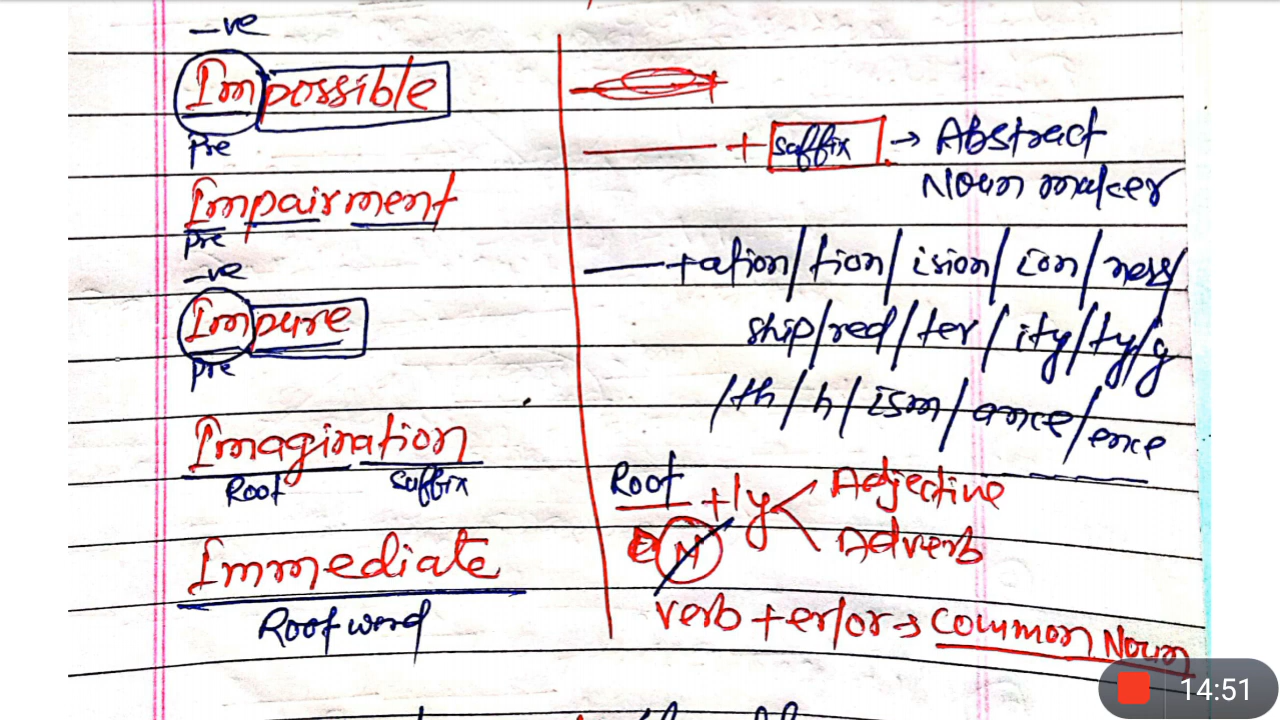 -ve
Impossible
Pre
Impairment
Pre
-ve
Impure
Pre
Imagination
Root Suffix
Immediate
Root word
+ suffix → Abstract
Noun maker
+ation/tion/ision/ion/ness/
ship/red/ter/ity/ty/y
/th/h/ism/ance/ence
Root +ly < Adjective
Adverb
N
verb + er/or → Common Noun
14:51